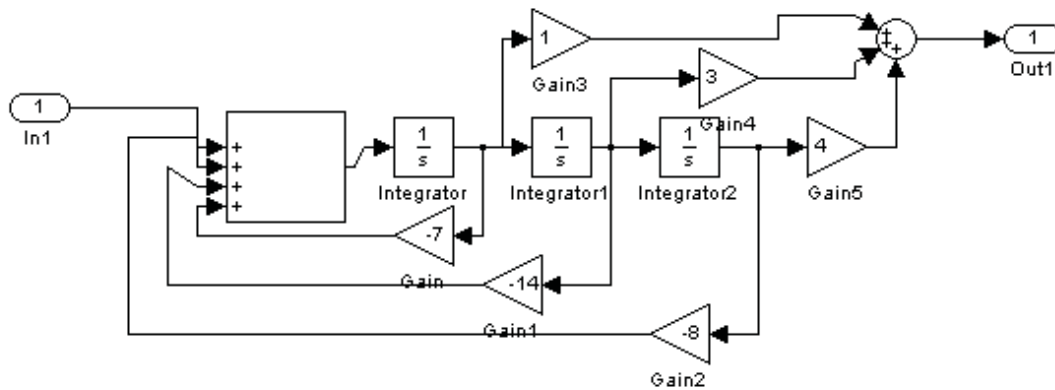 1
In1
+
+
+
+
1
s
Integrator
1
Gain3
1
s
Integrator1
3
Gain4
1
s
Integrator2
4
Gain5
+
+
+
1
Out1
-7
Gain
-14
Gain1
-8
Gain2